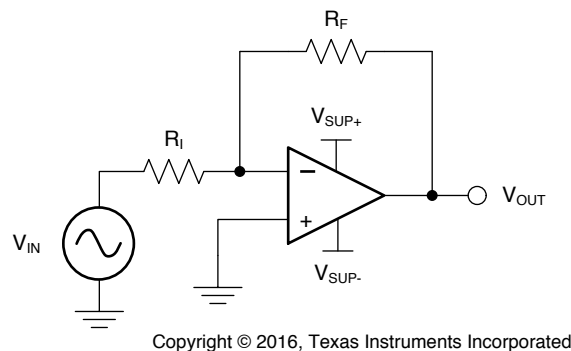 RF
VSUP+
RI
VOUT
VIN
VSUP-
Copyright © 2016, Texas Instruments Incorporated